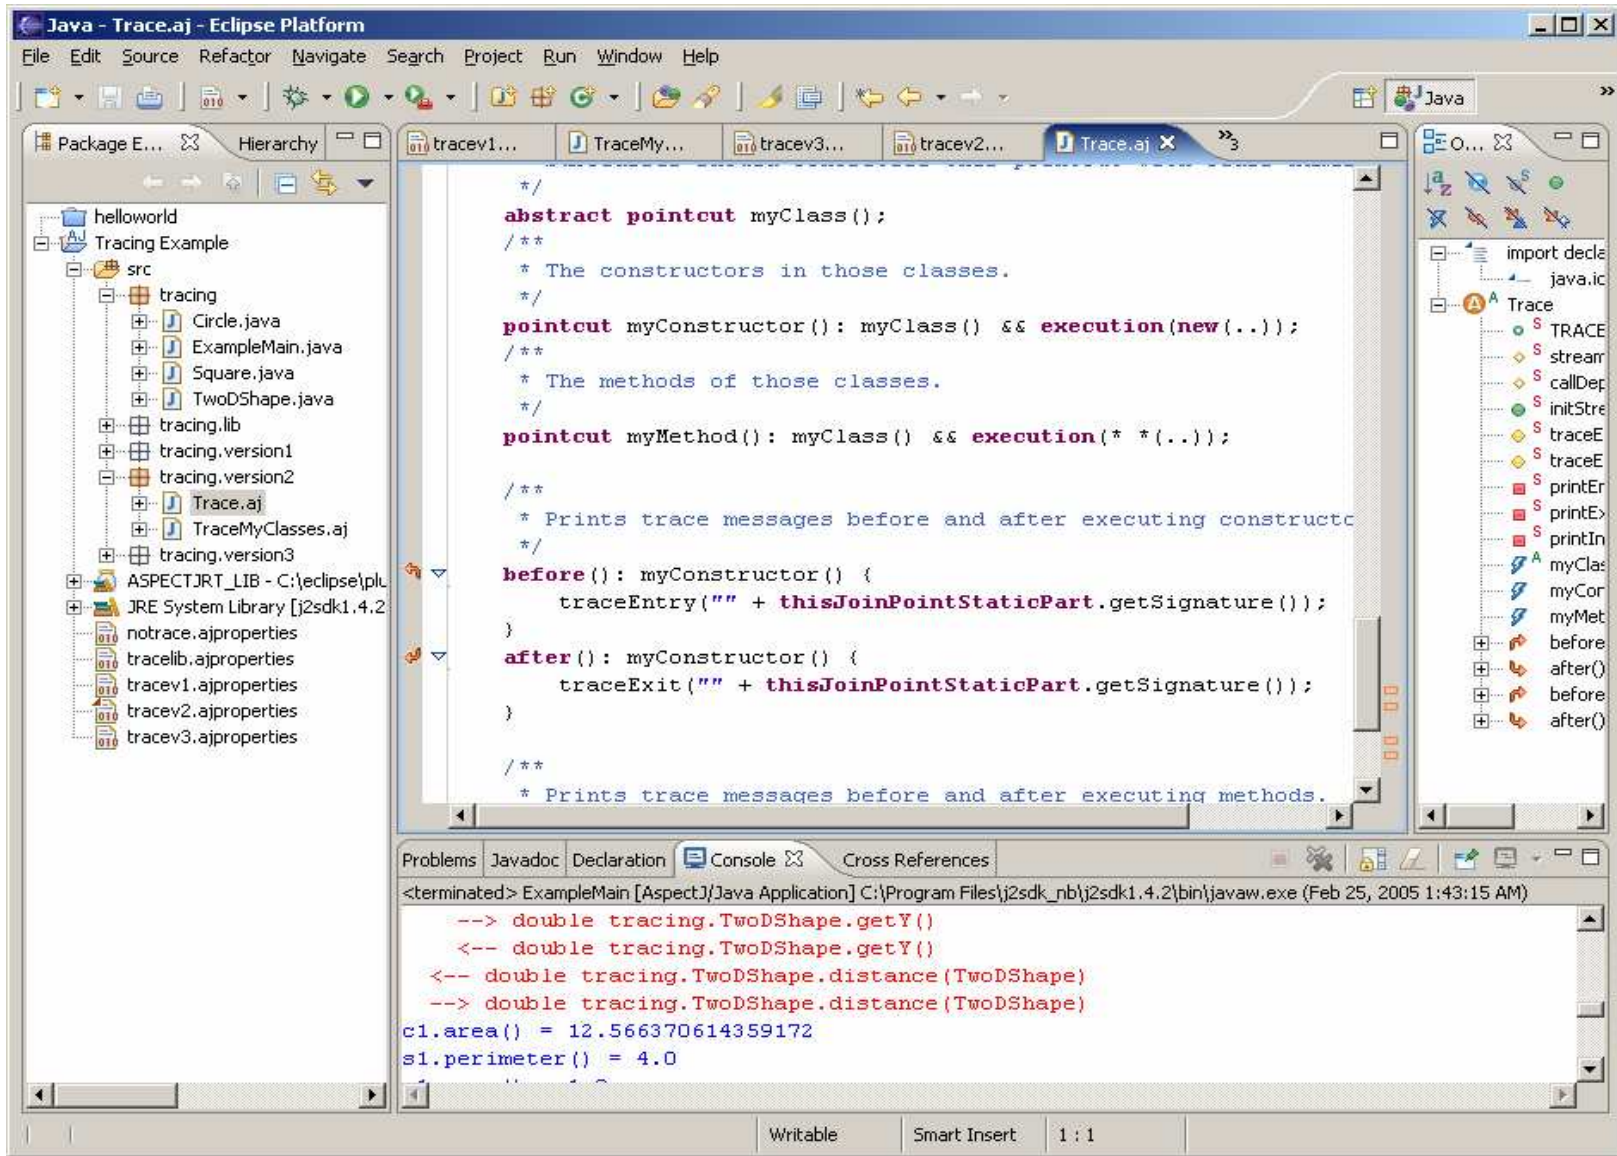 Java - Trace.aj - Eclipse Platform
File Edit Source Refactor Navigate Search Project Run Window Help
Java
Package E... Hierarchy
helloworld
Tracing Example
src
tracing
Circle.java
ExampleMain.java
Square.java
TwoDShape.java
tracing.lib
tracing.version1
tracing.version2
Trace.aj
TraceMyClasses.aj
tracing.version3
ASPECTJRT_LIB - C:\eclipse\plu
JRE System Library [j2sdk1.4.2
notrace.ajproperties
tracelib.ajproperties
tracev1.ajproperties
tracev2.ajproperties
tracev3.ajproperties
tracev1... TraceMy... tracev3... tracev2... Trace.aj »3
*/
abstract pointcut myClass();
/**
* The constructors in those classes.
*/
pointcut myConstructor(): myClass() && execution(new(..));
/**
* The methods of those classes.
*/
pointcut myMethod(): myClass() && execution(* *(..));
/**
* Prints trace messages before and after executing constructo
*/
before(): myConstructor() {
traceEntry("" + thisJoinPointStaticPart.getSignature());
}
after(): myConstructor() {
traceExit("" + thisJoinPointStaticPart.getSignature());
}
/**
* Prints trace messages before and after executing methods.
O...
import decla
java.ic
Trace
TRACE
stream
callDep
initStre
traceE
traceE
printEn
printEx
printIn
myClas
myCor
myMet
before
after()
before
after()
Problems Javadoc Declaration Console Cross References
<terminated> ExampleMain [AspectJ/Java Application] C:\Program Files\j2sdk_nb\j2sdk1.4.2\bin\javaw.exe (Feb 25, 2005 1:43:15 AM)
--> double tracing.TwoDShape.getY()
<-- double tracing.TwoDShape.getY()
<-- double tracing.TwoDShape.distance(TwoDShape)
--> double tracing.TwoDShape.distance(TwoDShape)
c1.area() = 12.566370614359172
s1.perimeter() = 4.0
Writable Smart Insert 1 : 1